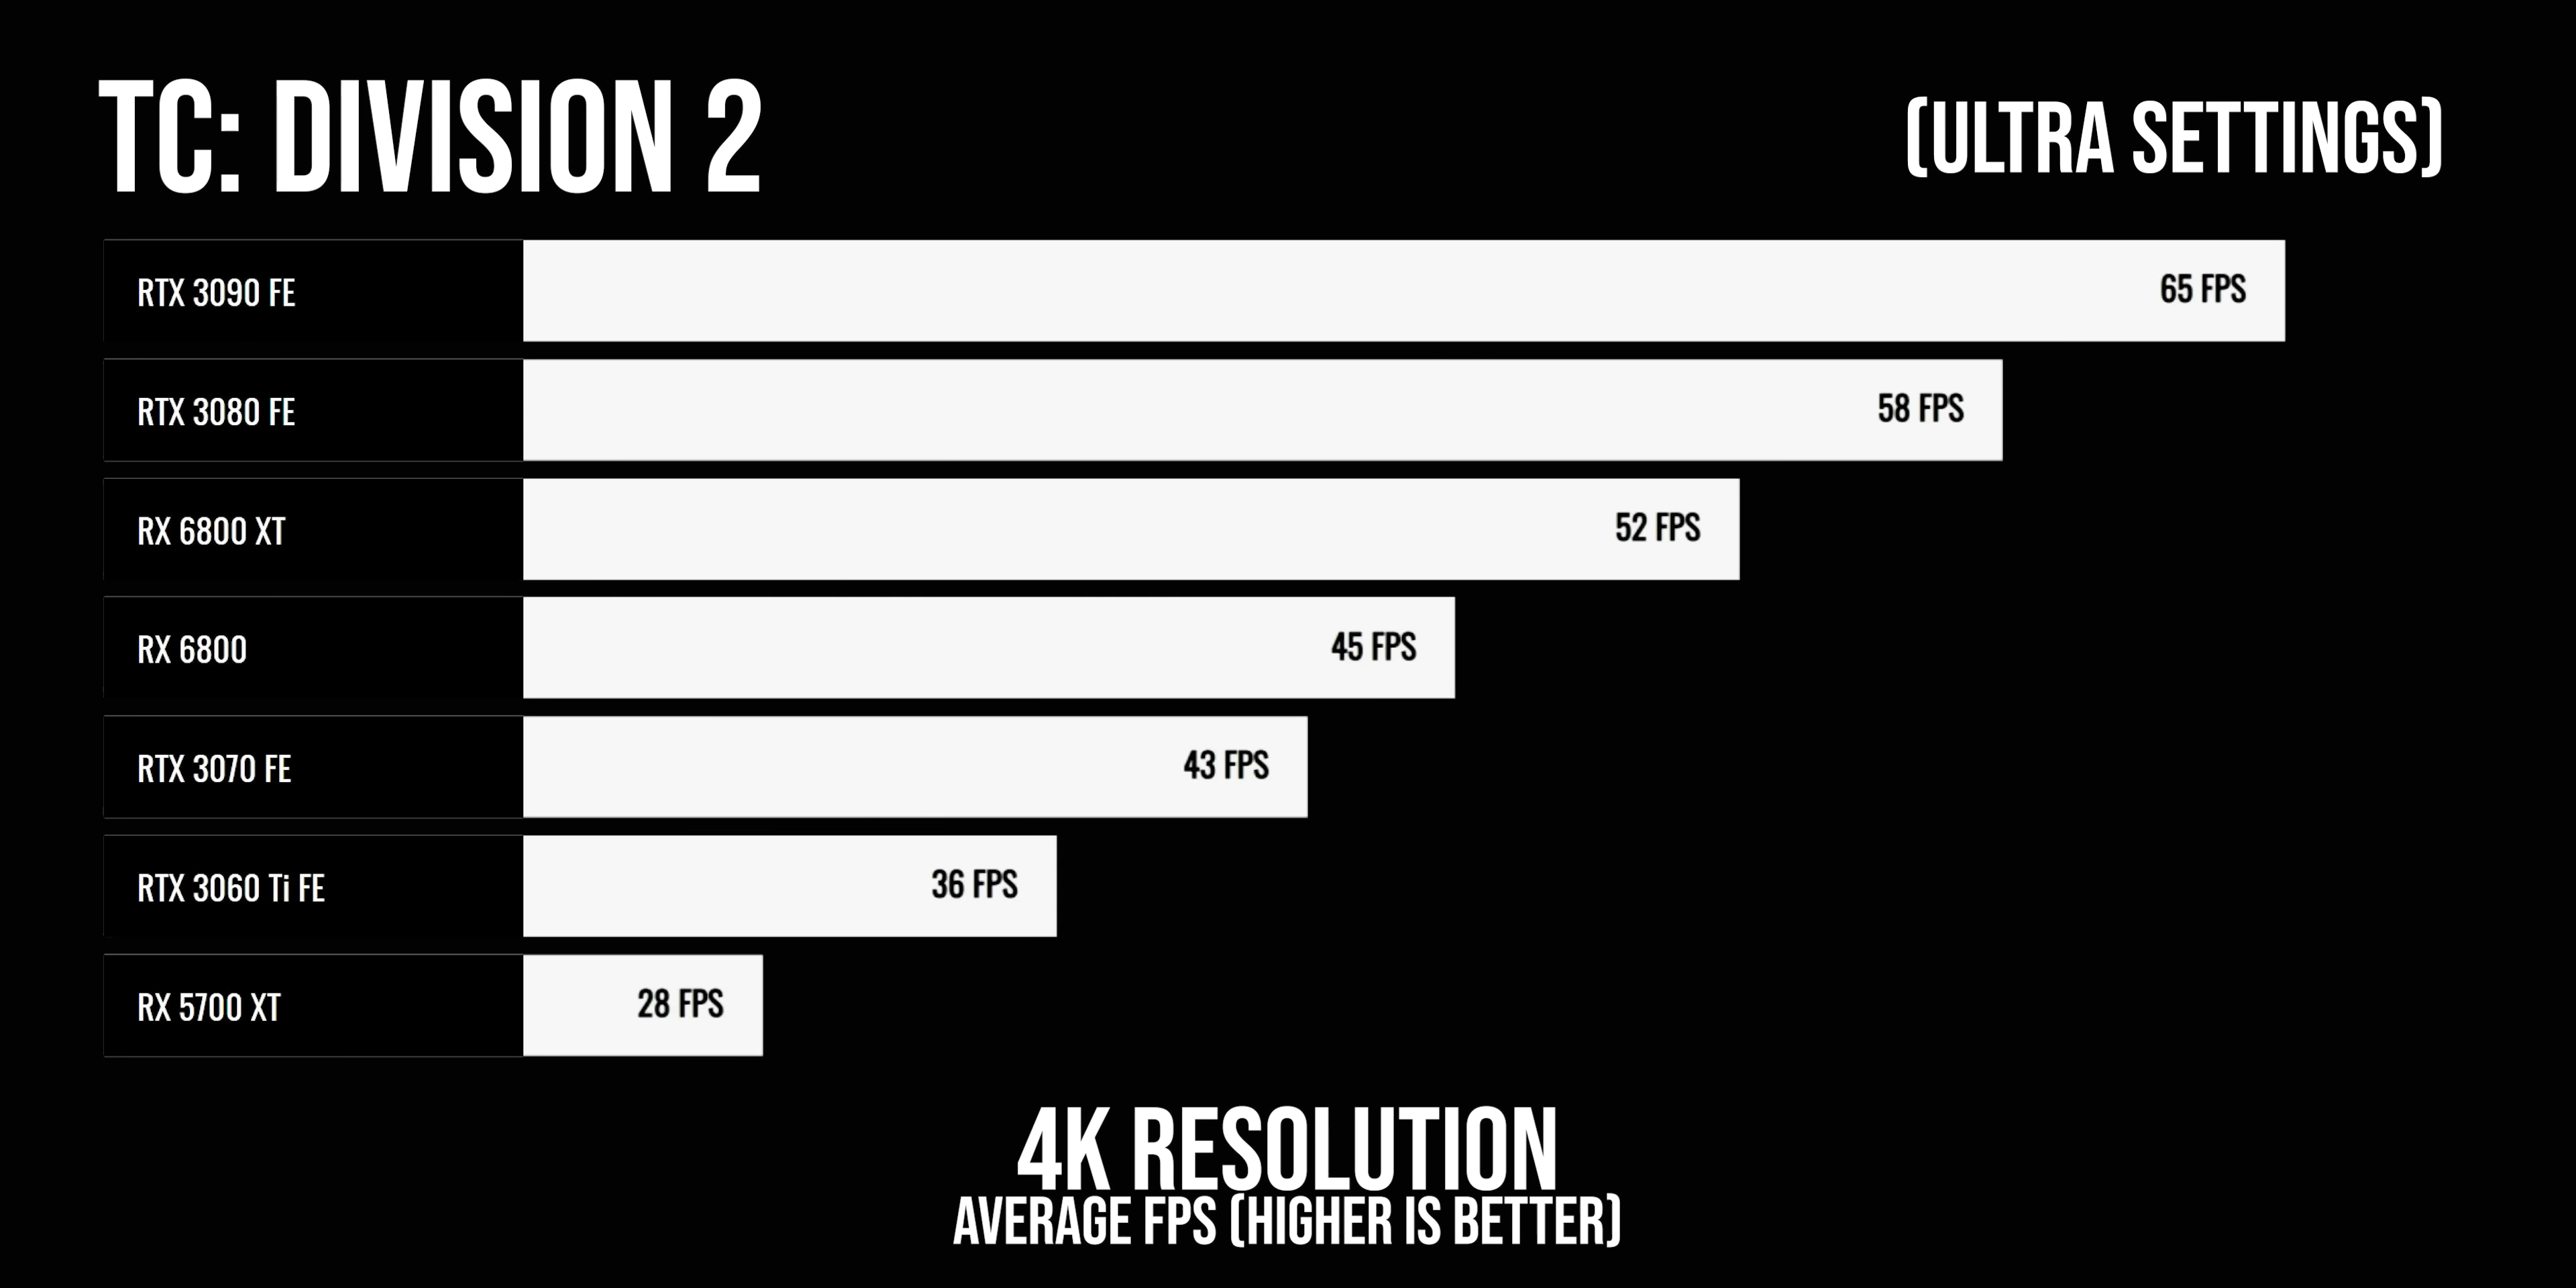 TC: DIVISION 2 (ULTRA SETTINGS)
RTX 3090 FE 65 FPS
RTX 3080 FE 58 FPS
RX 6800 XT 52 FPS
RX 6800 45 FPS
RTX 3070 FE 43 FPS
RTX 3060 Ti FE 36 FPS
RX 5700 XT 28 FPS
4K RESOLUTION
AVERAGE FPS (HIGHER IS BETTER)